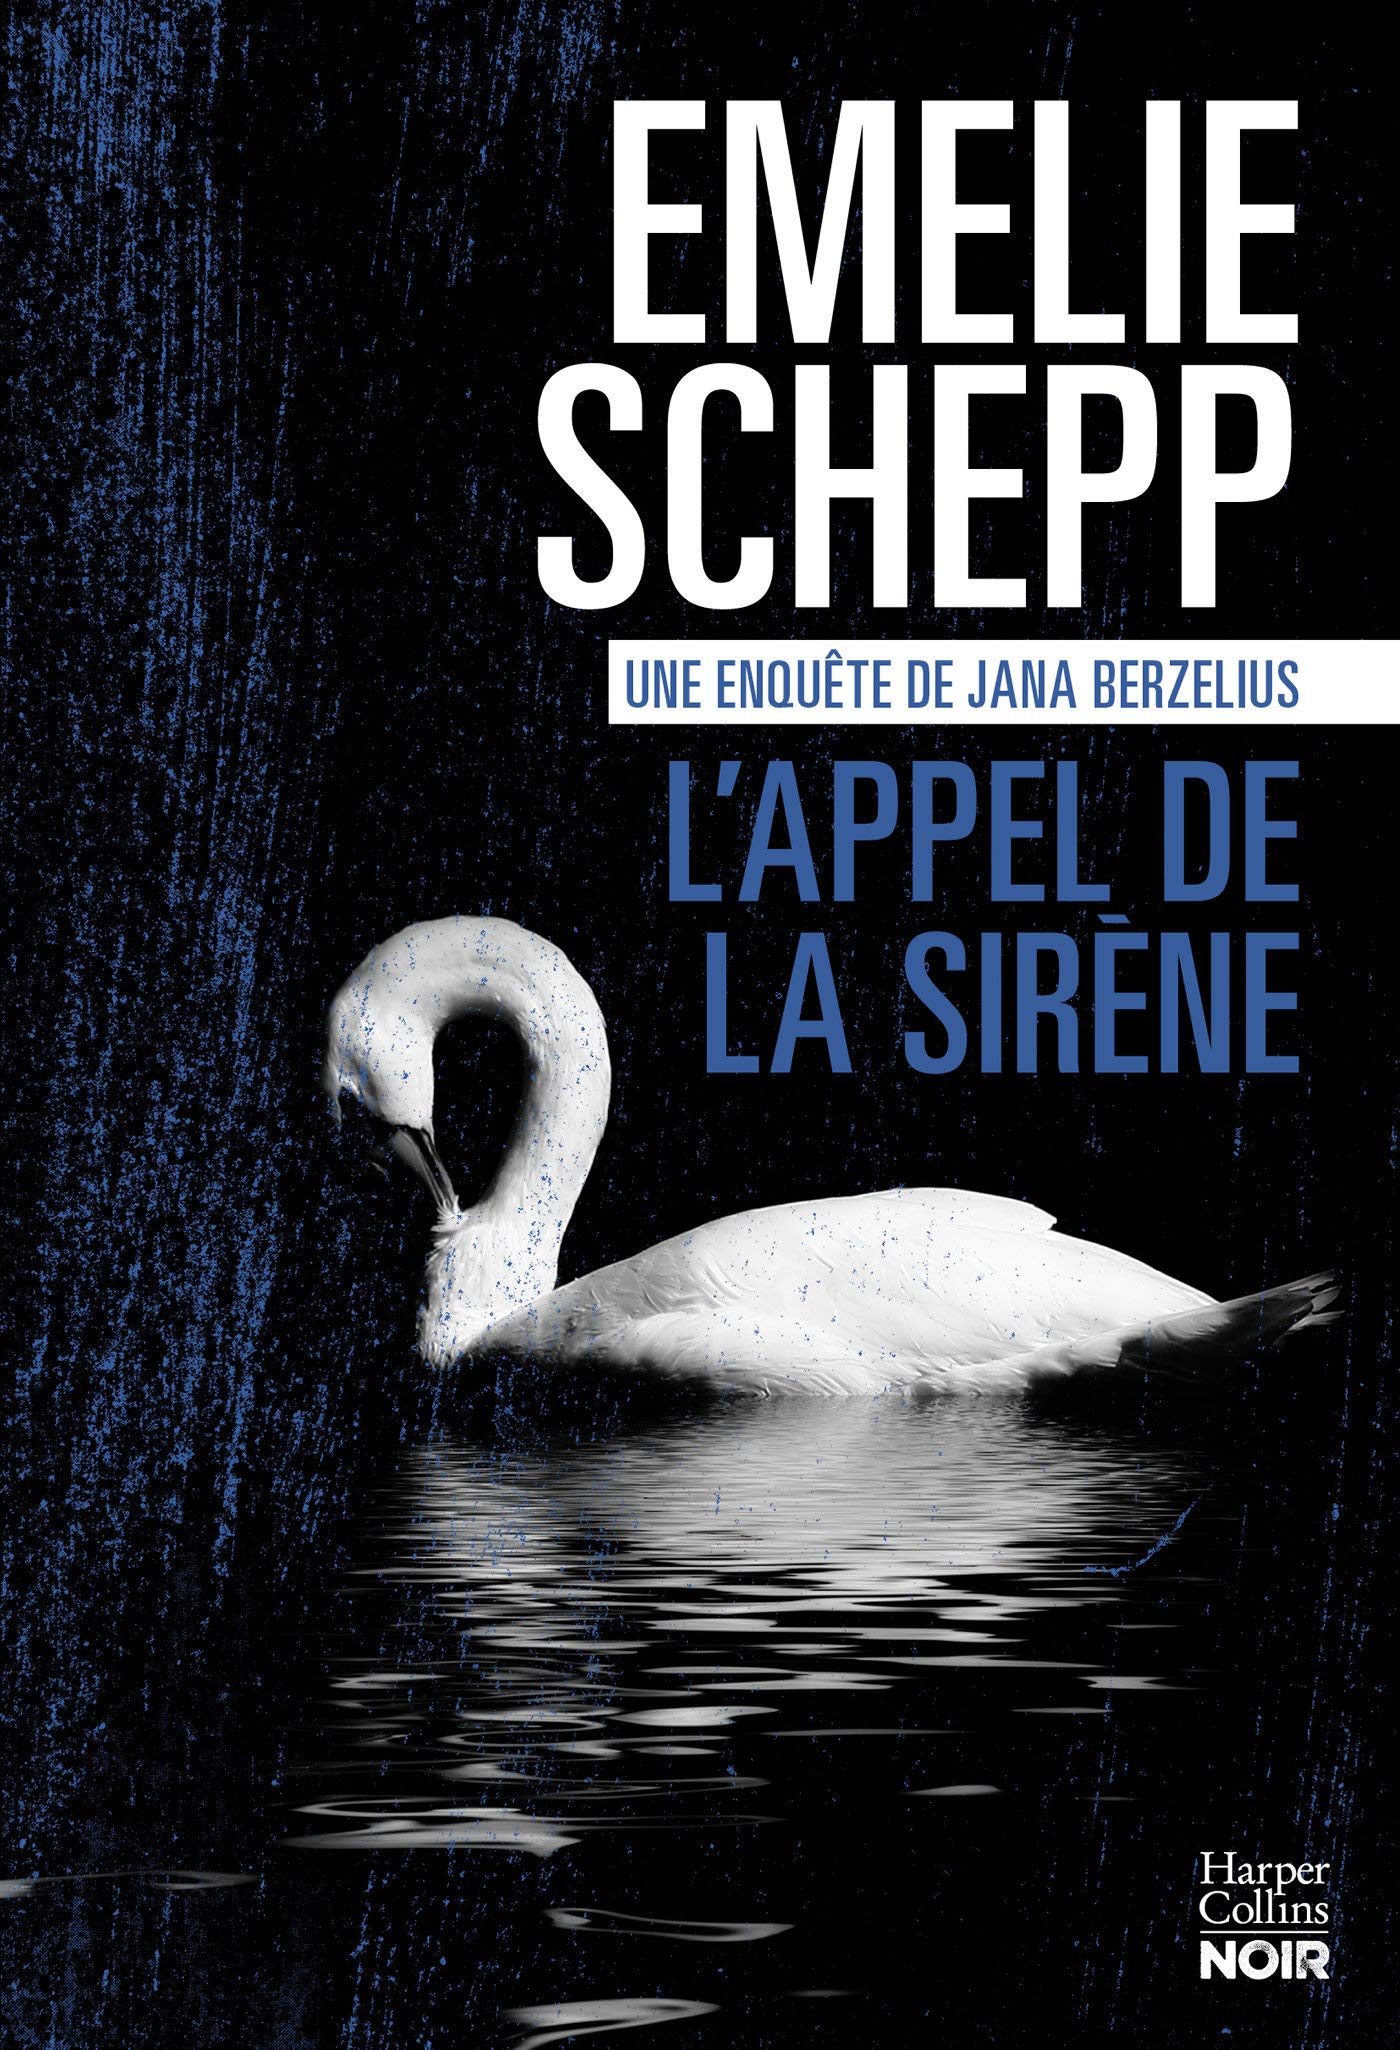 EMELIE
SCHEPP
UNE ENQUÊTE DE JANA BERZELIUS
L'APPEL DE
LA SIRÈNE
Harper
Collins
NOIR